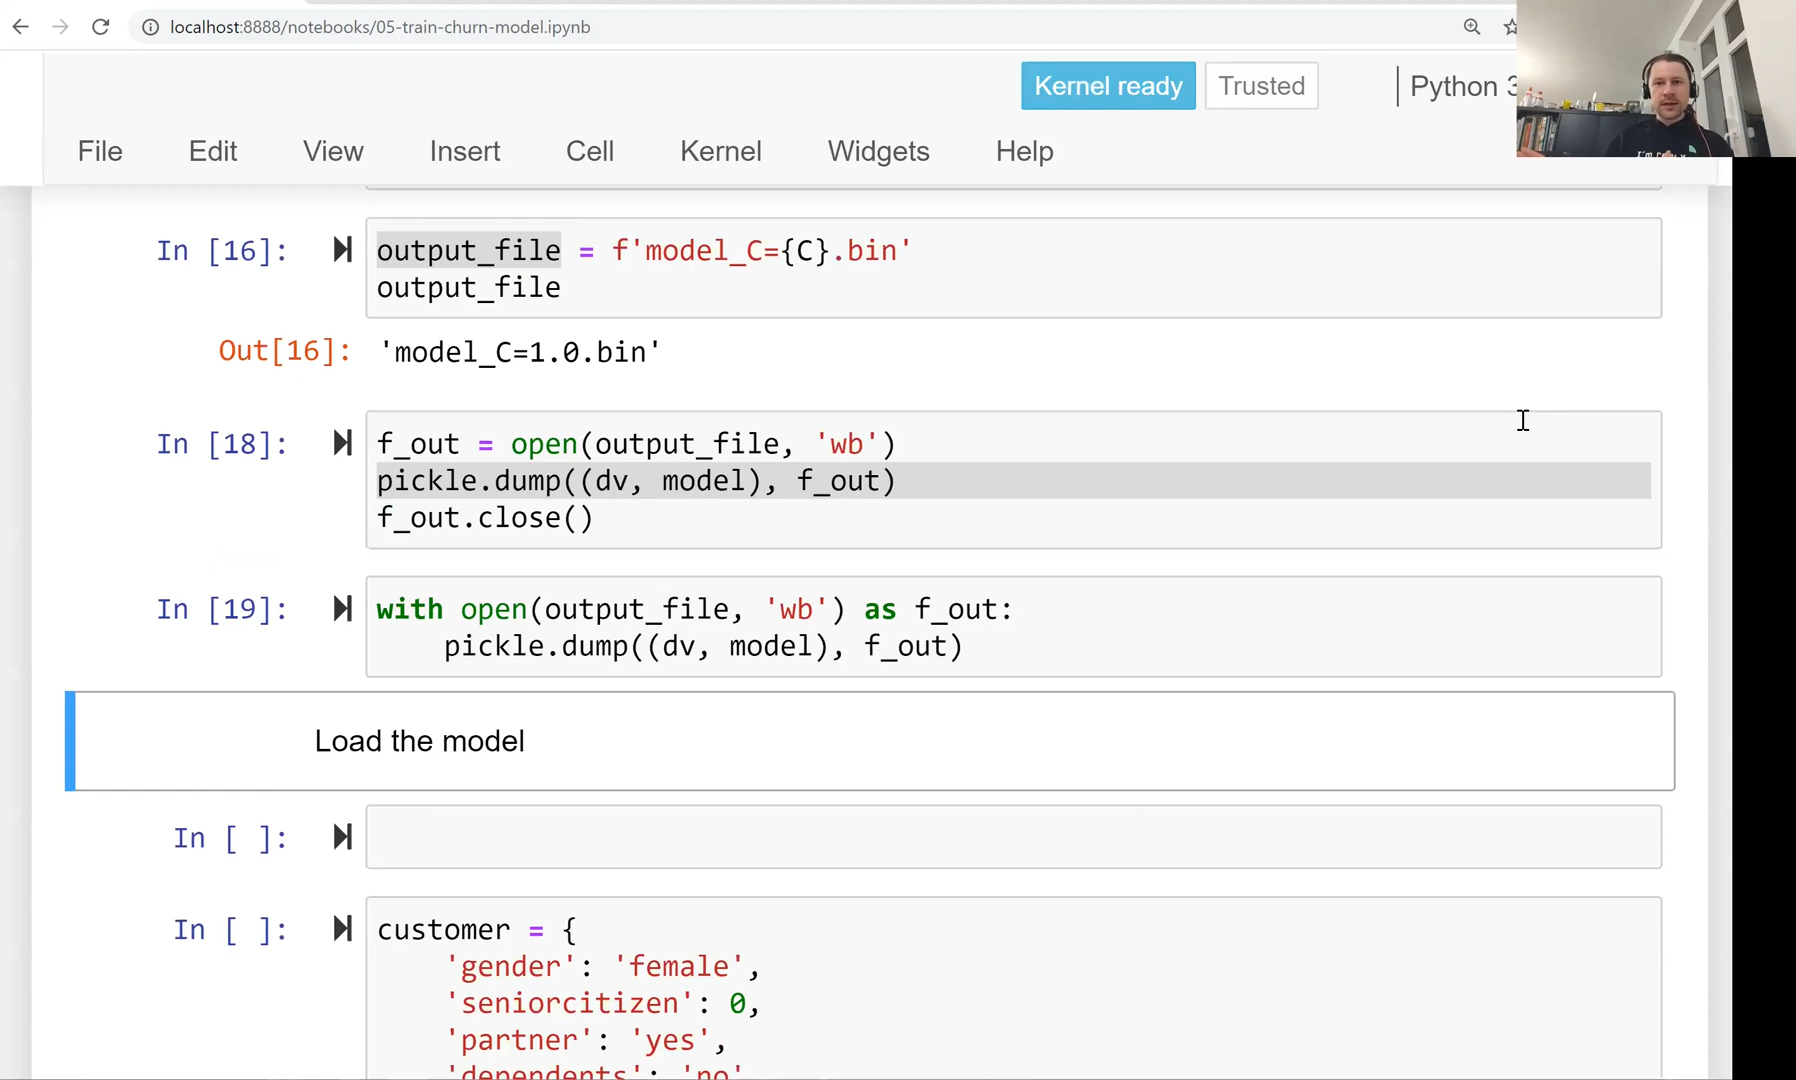 localhost:8888/notebooks/05-train-churn-model.ipynb
Kernel ready
Trusted
Python 3
File Edit View Insert Cell Kernel Widgets Help
In [16]:
output_file = f'model_C={C}.bin'
output_file
Out[16]:
'model_C=1.0.bin'
In [18]:
f_out = open(output_file, 'wb')
pickle.dump((dv, model), f_out)
f_out.close()
In [19]:
with open(output_file, 'wb') as f_out:
    pickle.dump((dv, model), f_out)
Load the model
In [ ]:
In [ ]:
customer = {
    'gender': 'female',
    'seniorcitizen': 0,
    'partner': 'yes',
    'dependents': 'no'